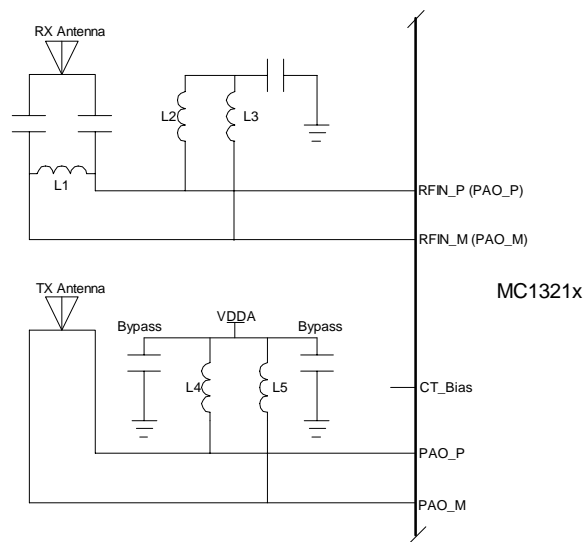 RX Antenna
L2
L3
L1
RFIN_P (PAO_P)
RFIN_M (PAO_M)
MC1321x
TX Antenna
VDDA
Bypass
Bypass
L4
L5
CT_Bias
PAO_P
PAO_M